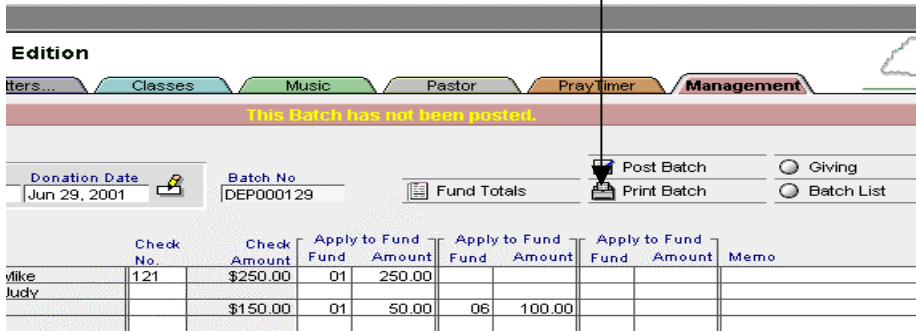 Edition
tters... Classes Music Pastor PrayTimer Management
This Batch has not been posted.
Post Batch Giving
Donation Date Batch No
Jun 29, 2001 DEP000129 Fund Totals Print Batch Batch List
Check Check Apply to Fund Apply to Fund Apply to Fund
No. Amount Fund Amount Fund Amount Fund Amount Memo
Mike 121 $250.00 01 250.00
Judy
$150.00 01 50.00 06 100.00